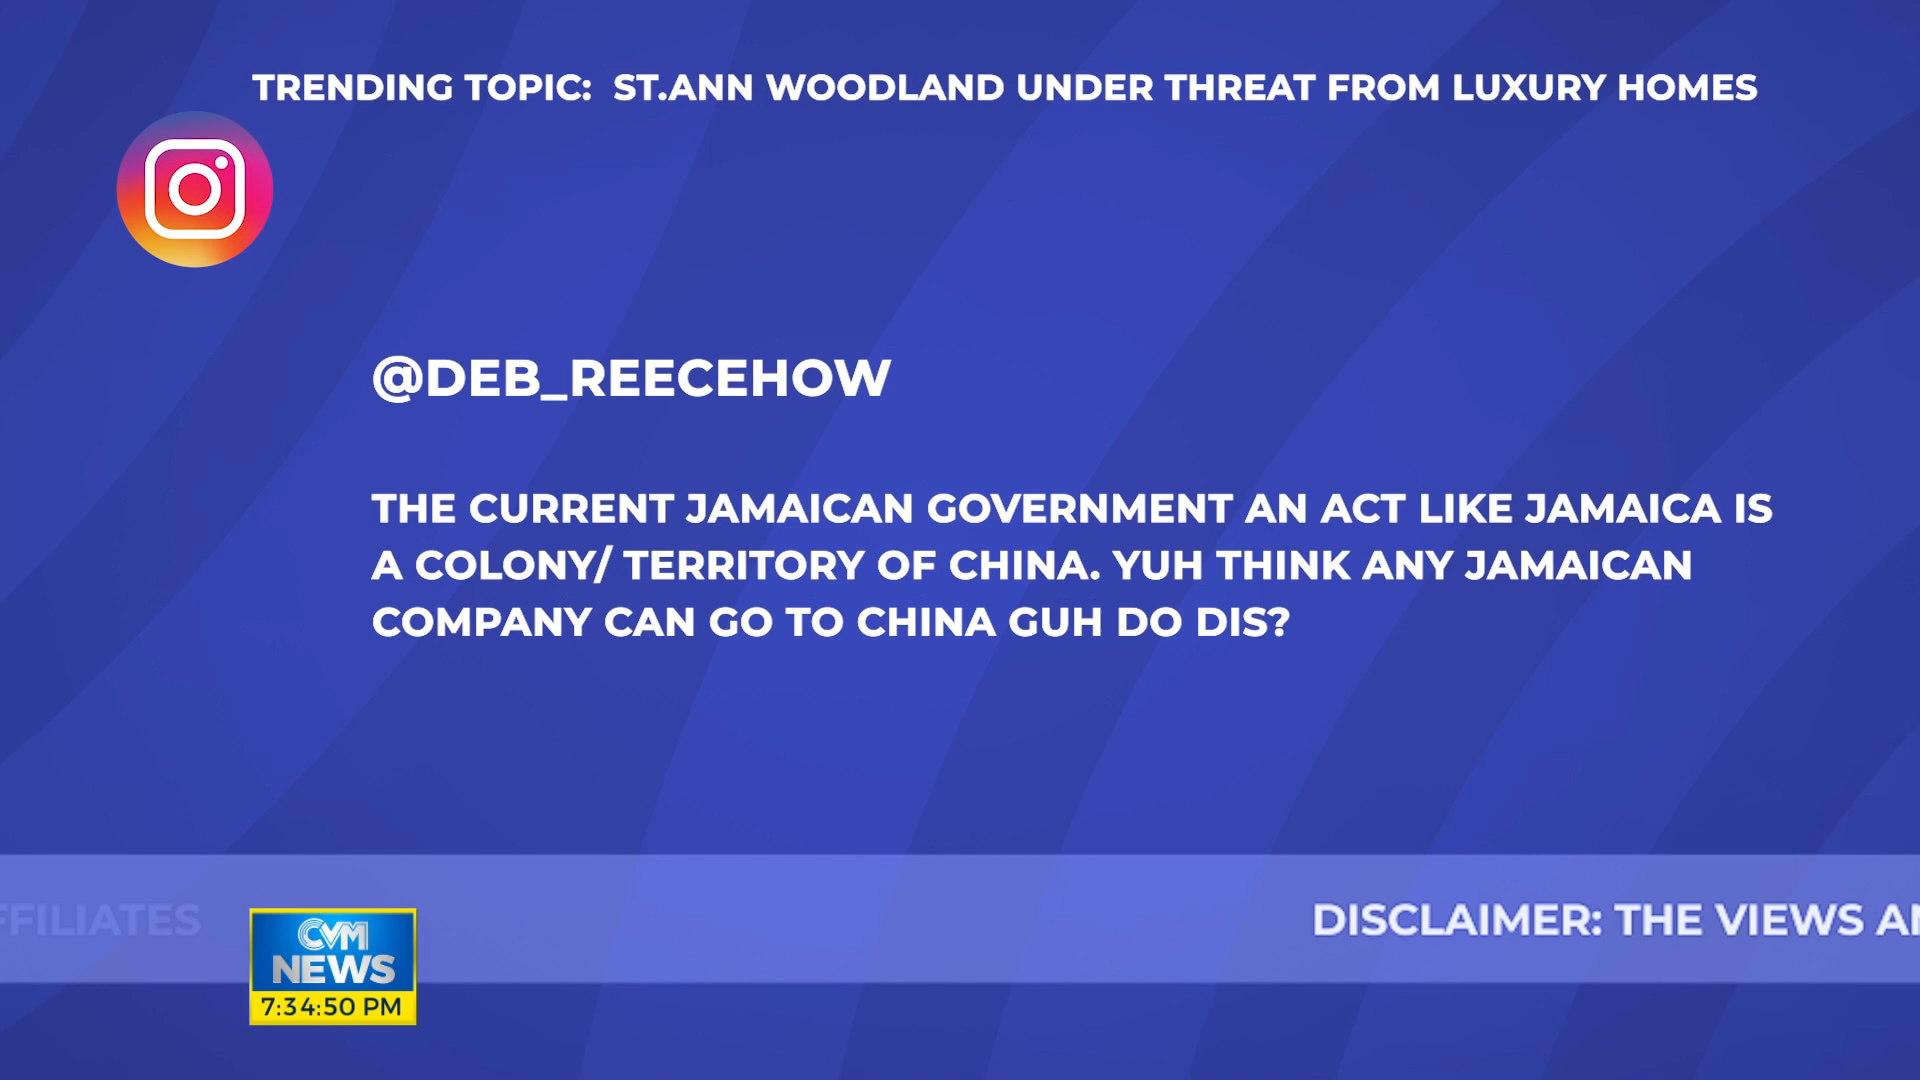 TRENDING TOPIC: ST.ANN WOODLAND UNDER THREAT FROM LUXURY HOMES
@DEB_REECEHOW
THE CURRENT JAMAICAN GOVERNMENT AN ACT LIKE JAMAICA IS
A COLONY/ TERRITORY OF CHINA. YUH THINK ANY JAMAICAN
COMPANY CAN GO TO CHINA GUH DO DIS?
FFILIATES
DISCLAIMER: THE VIEWS AN
CVM
NEWS
7:34:50 PM